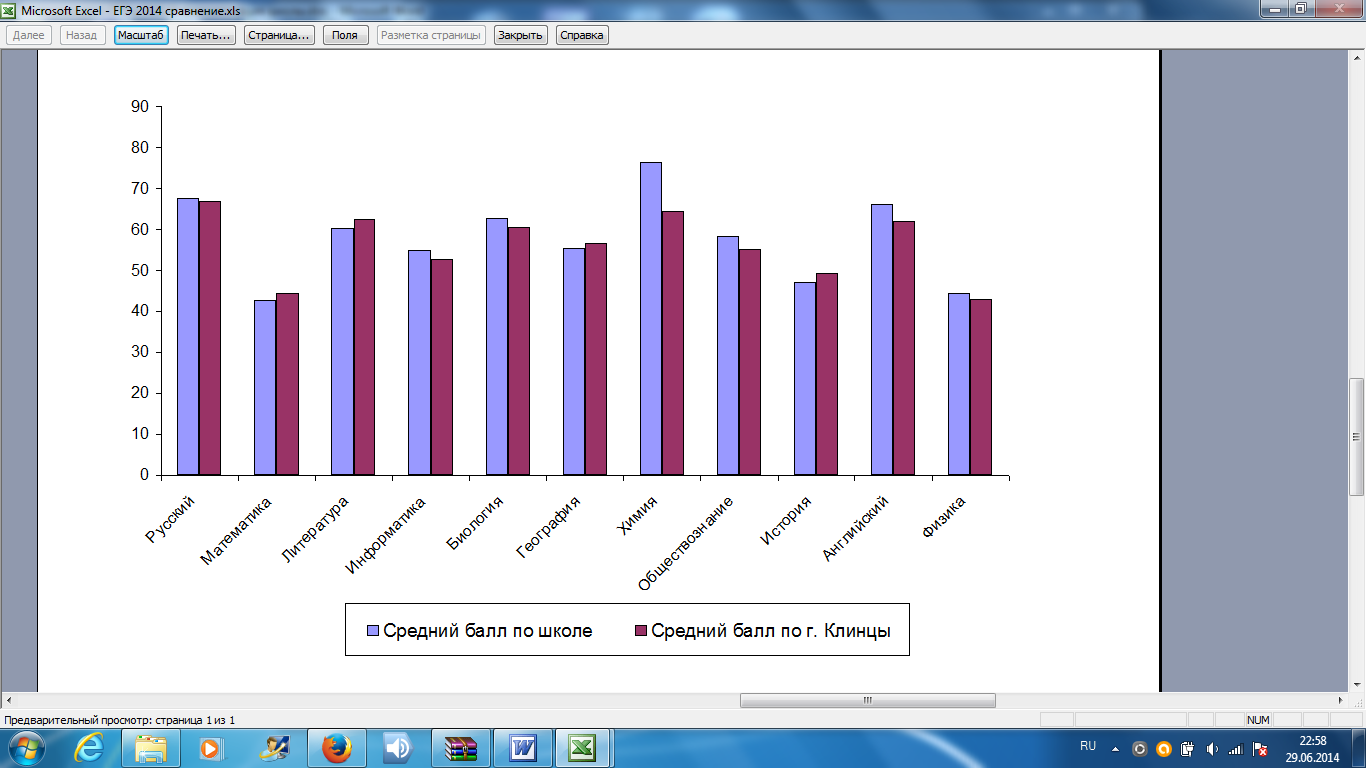 Microsoft Excel - ЕГЭ 2014 сравнение.xls
Далее Назад Масштаб Печать... Страница... Поля Разметка страницы Закрыть Справка
90
80
70
60
50
40
30
20
10
0
Русский
Математика
Литература
Информатика
Биология
География
Химия
Обществознание
История
Английский
Физика
Средний балл по школе Средний балл по г. Клинцы
Предварительный просмотр: страница 1 из 1 NUM
RU 22:58
29.06.2014